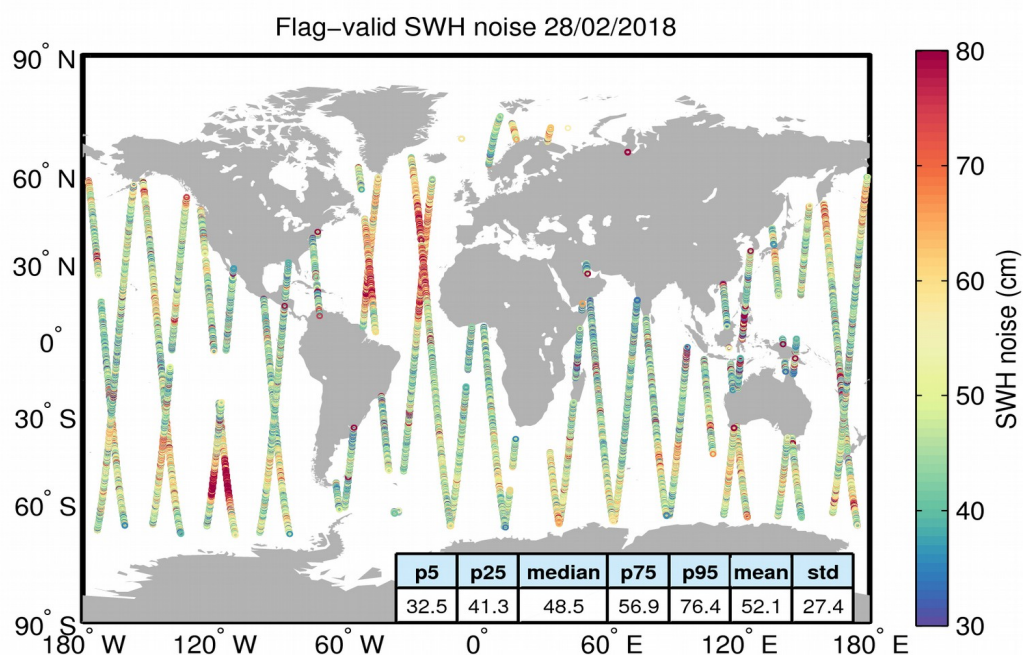 Flag−valid SWH noise 28/02/2018
90° N
60° N
30° N
0°
30° S
60° S
90° S
180° W
120° W
60° W
0°
60° E
120° E
180° E
80
70
60
50
40
30
SWH noise (cm)
p5 p25 median p75 p95 mean std
32.5 41.3 48.5 56.9 76.4 52.1 27.4